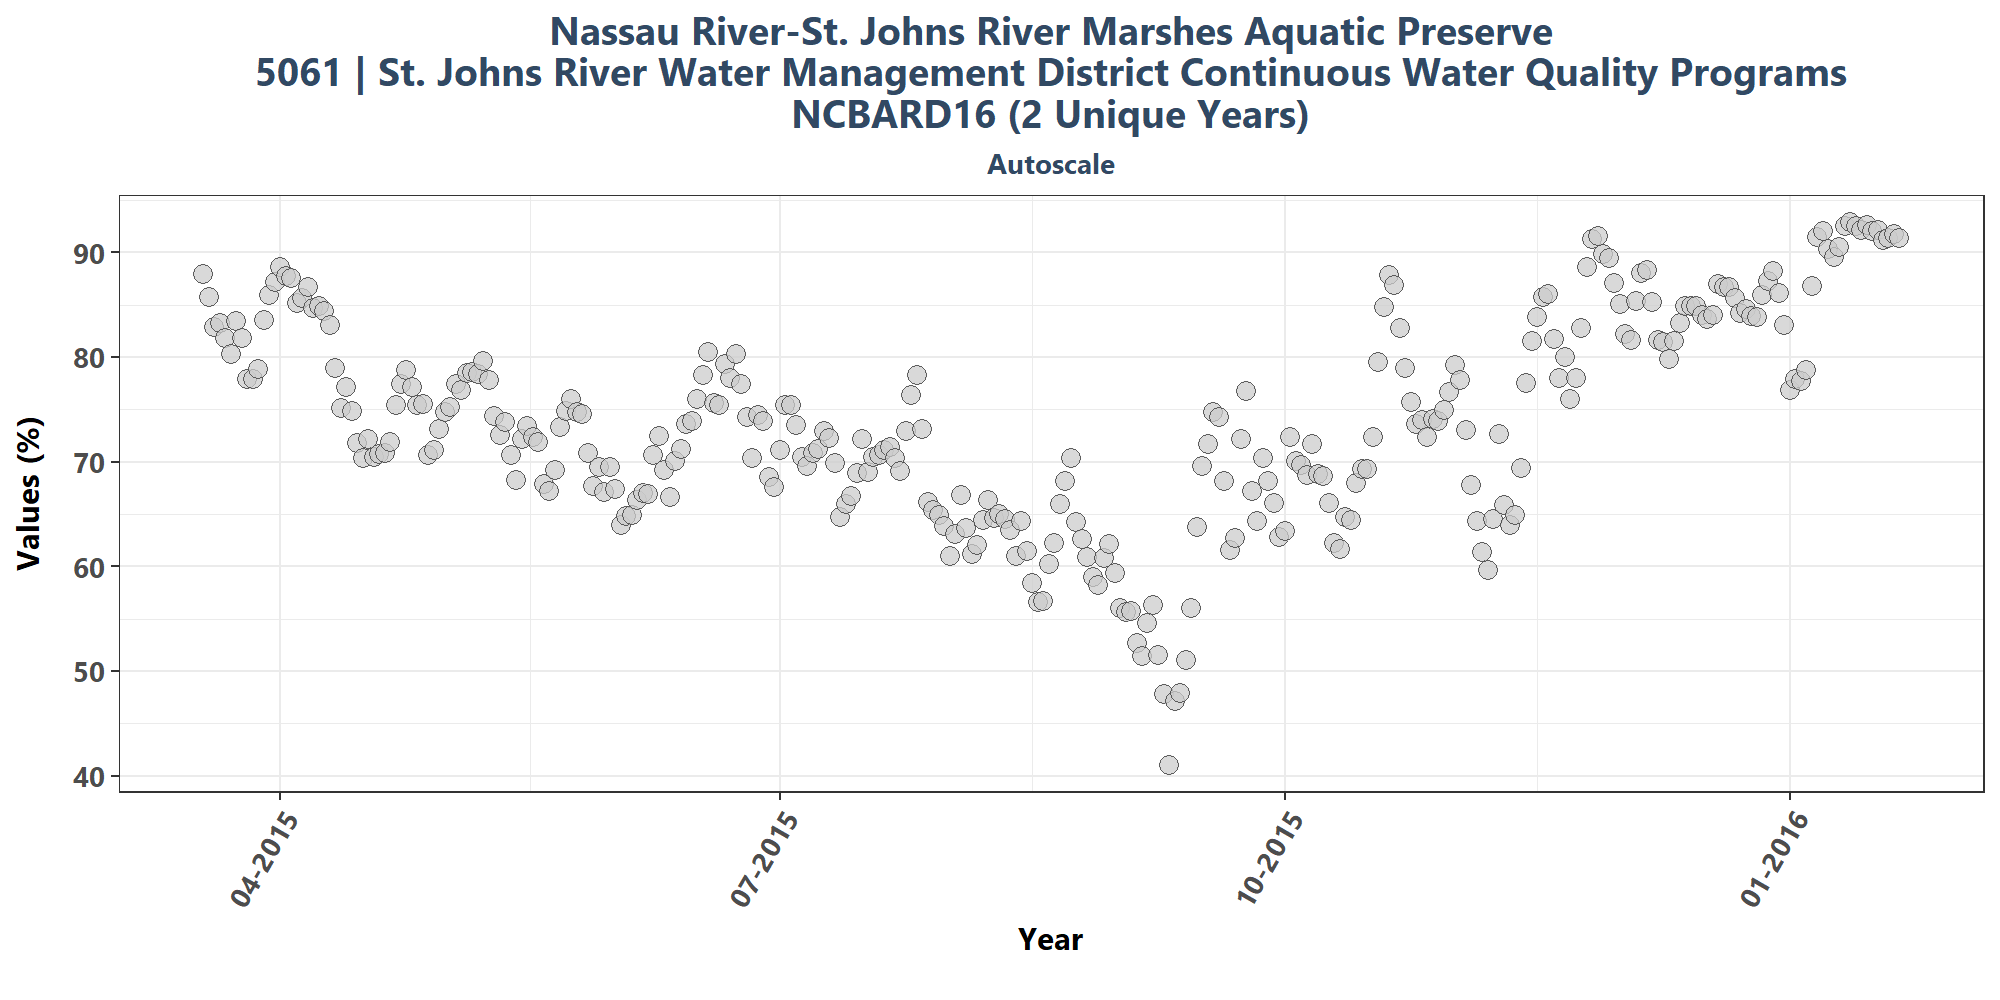 Nassau River-St. Johns River Marshes Aquatic Preserve
5061 | St. Johns River Water Management District Continuous Water Quality Programs
NCBARD16 (2 Unique Years)
Autoscale
Values (%)
90
80
70
60
50
40
04-2015
07-2015
10-2015
01-2016
Year